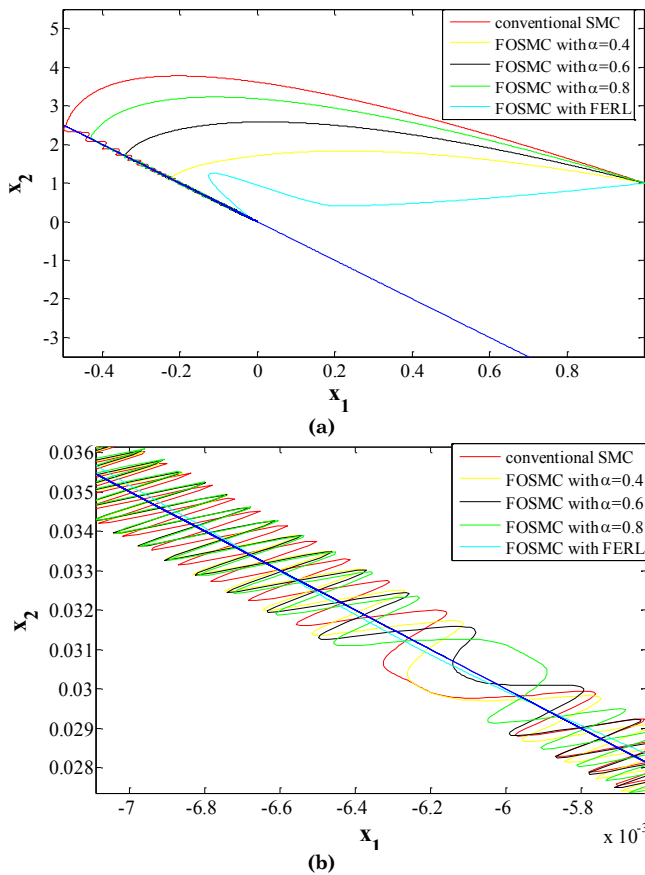 5
4
3
2
1
0
-1
-2
-3
x2
-0.4 -0.2 0 0.2 0.4 0.6 0.8
x1
conventional SMC
FOSMC with α=0.4
FOSMC with α=0.6
FOSMC with α=0.8
FOSMC with FERL
(a)
0.036
0.035
0.034
0.033
0.032
0.031
0.03
0.029
0.028
x2
-7 -6.8 -6.6 -6.4 -6.2 -6 -5.8
x1
x 10-3
conventional SMC
FOSMC with α=0.4
FOSMC with α=0.6
FOSMC with α=0.8
FOSMC with FERL
(b)